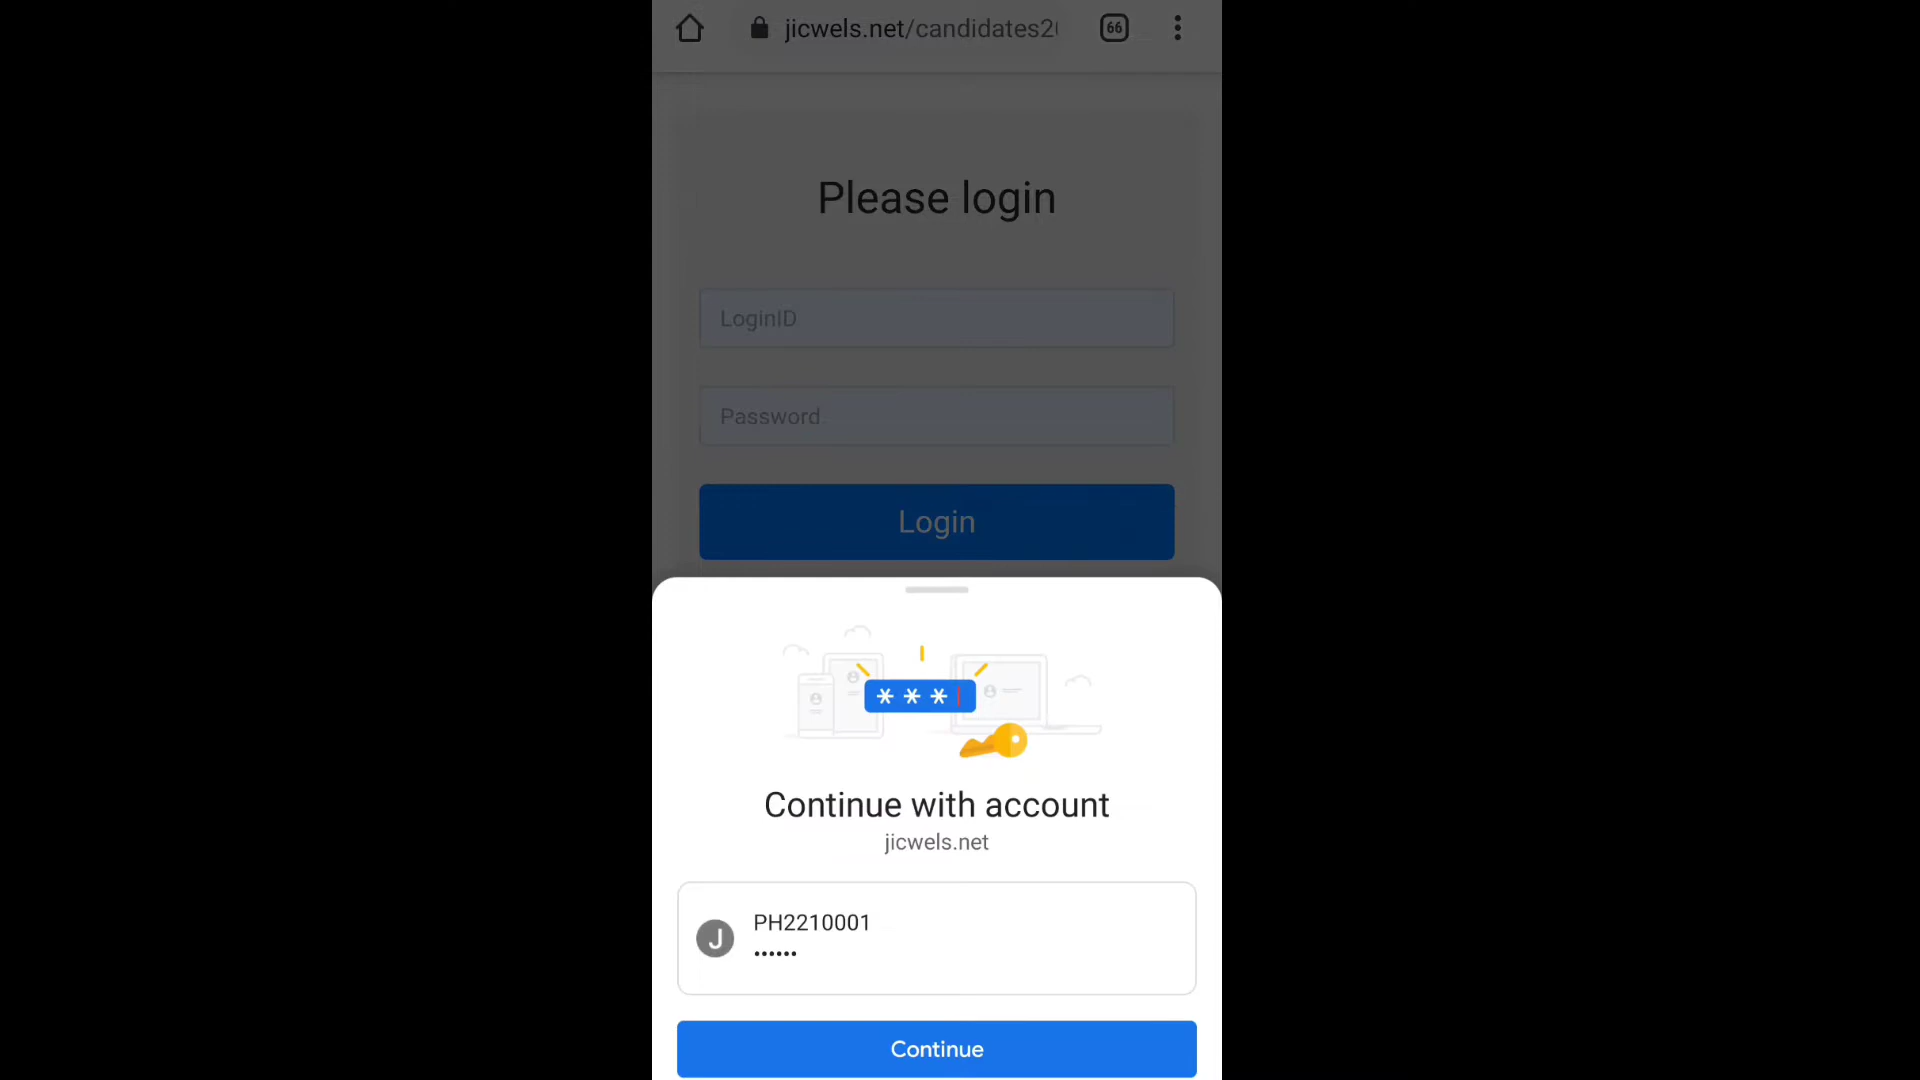 jicwels.net/candidates2
66
Please login
LoginID
Password
Login
***
Continue with account
jicwels.net
J
PH2210001
••••••
Continue